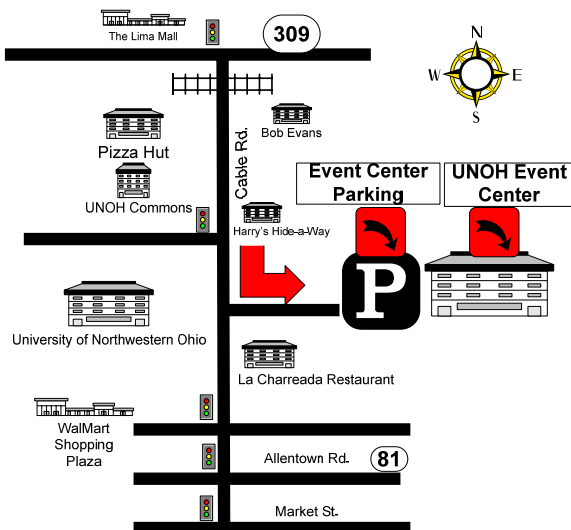 The Lima Mall
309
N
W E
S
Bob Evans
Pizza Hut
Cable Rd.
Event Center
Parking
UNOH Event
Center
UNOH Commons
Harry's Hide-a-Way
P
University of Northwestern Ohio
La Charreada Restaurant
WalMart
Shopping
Plaza
Allentown Rd.
81
Market St.